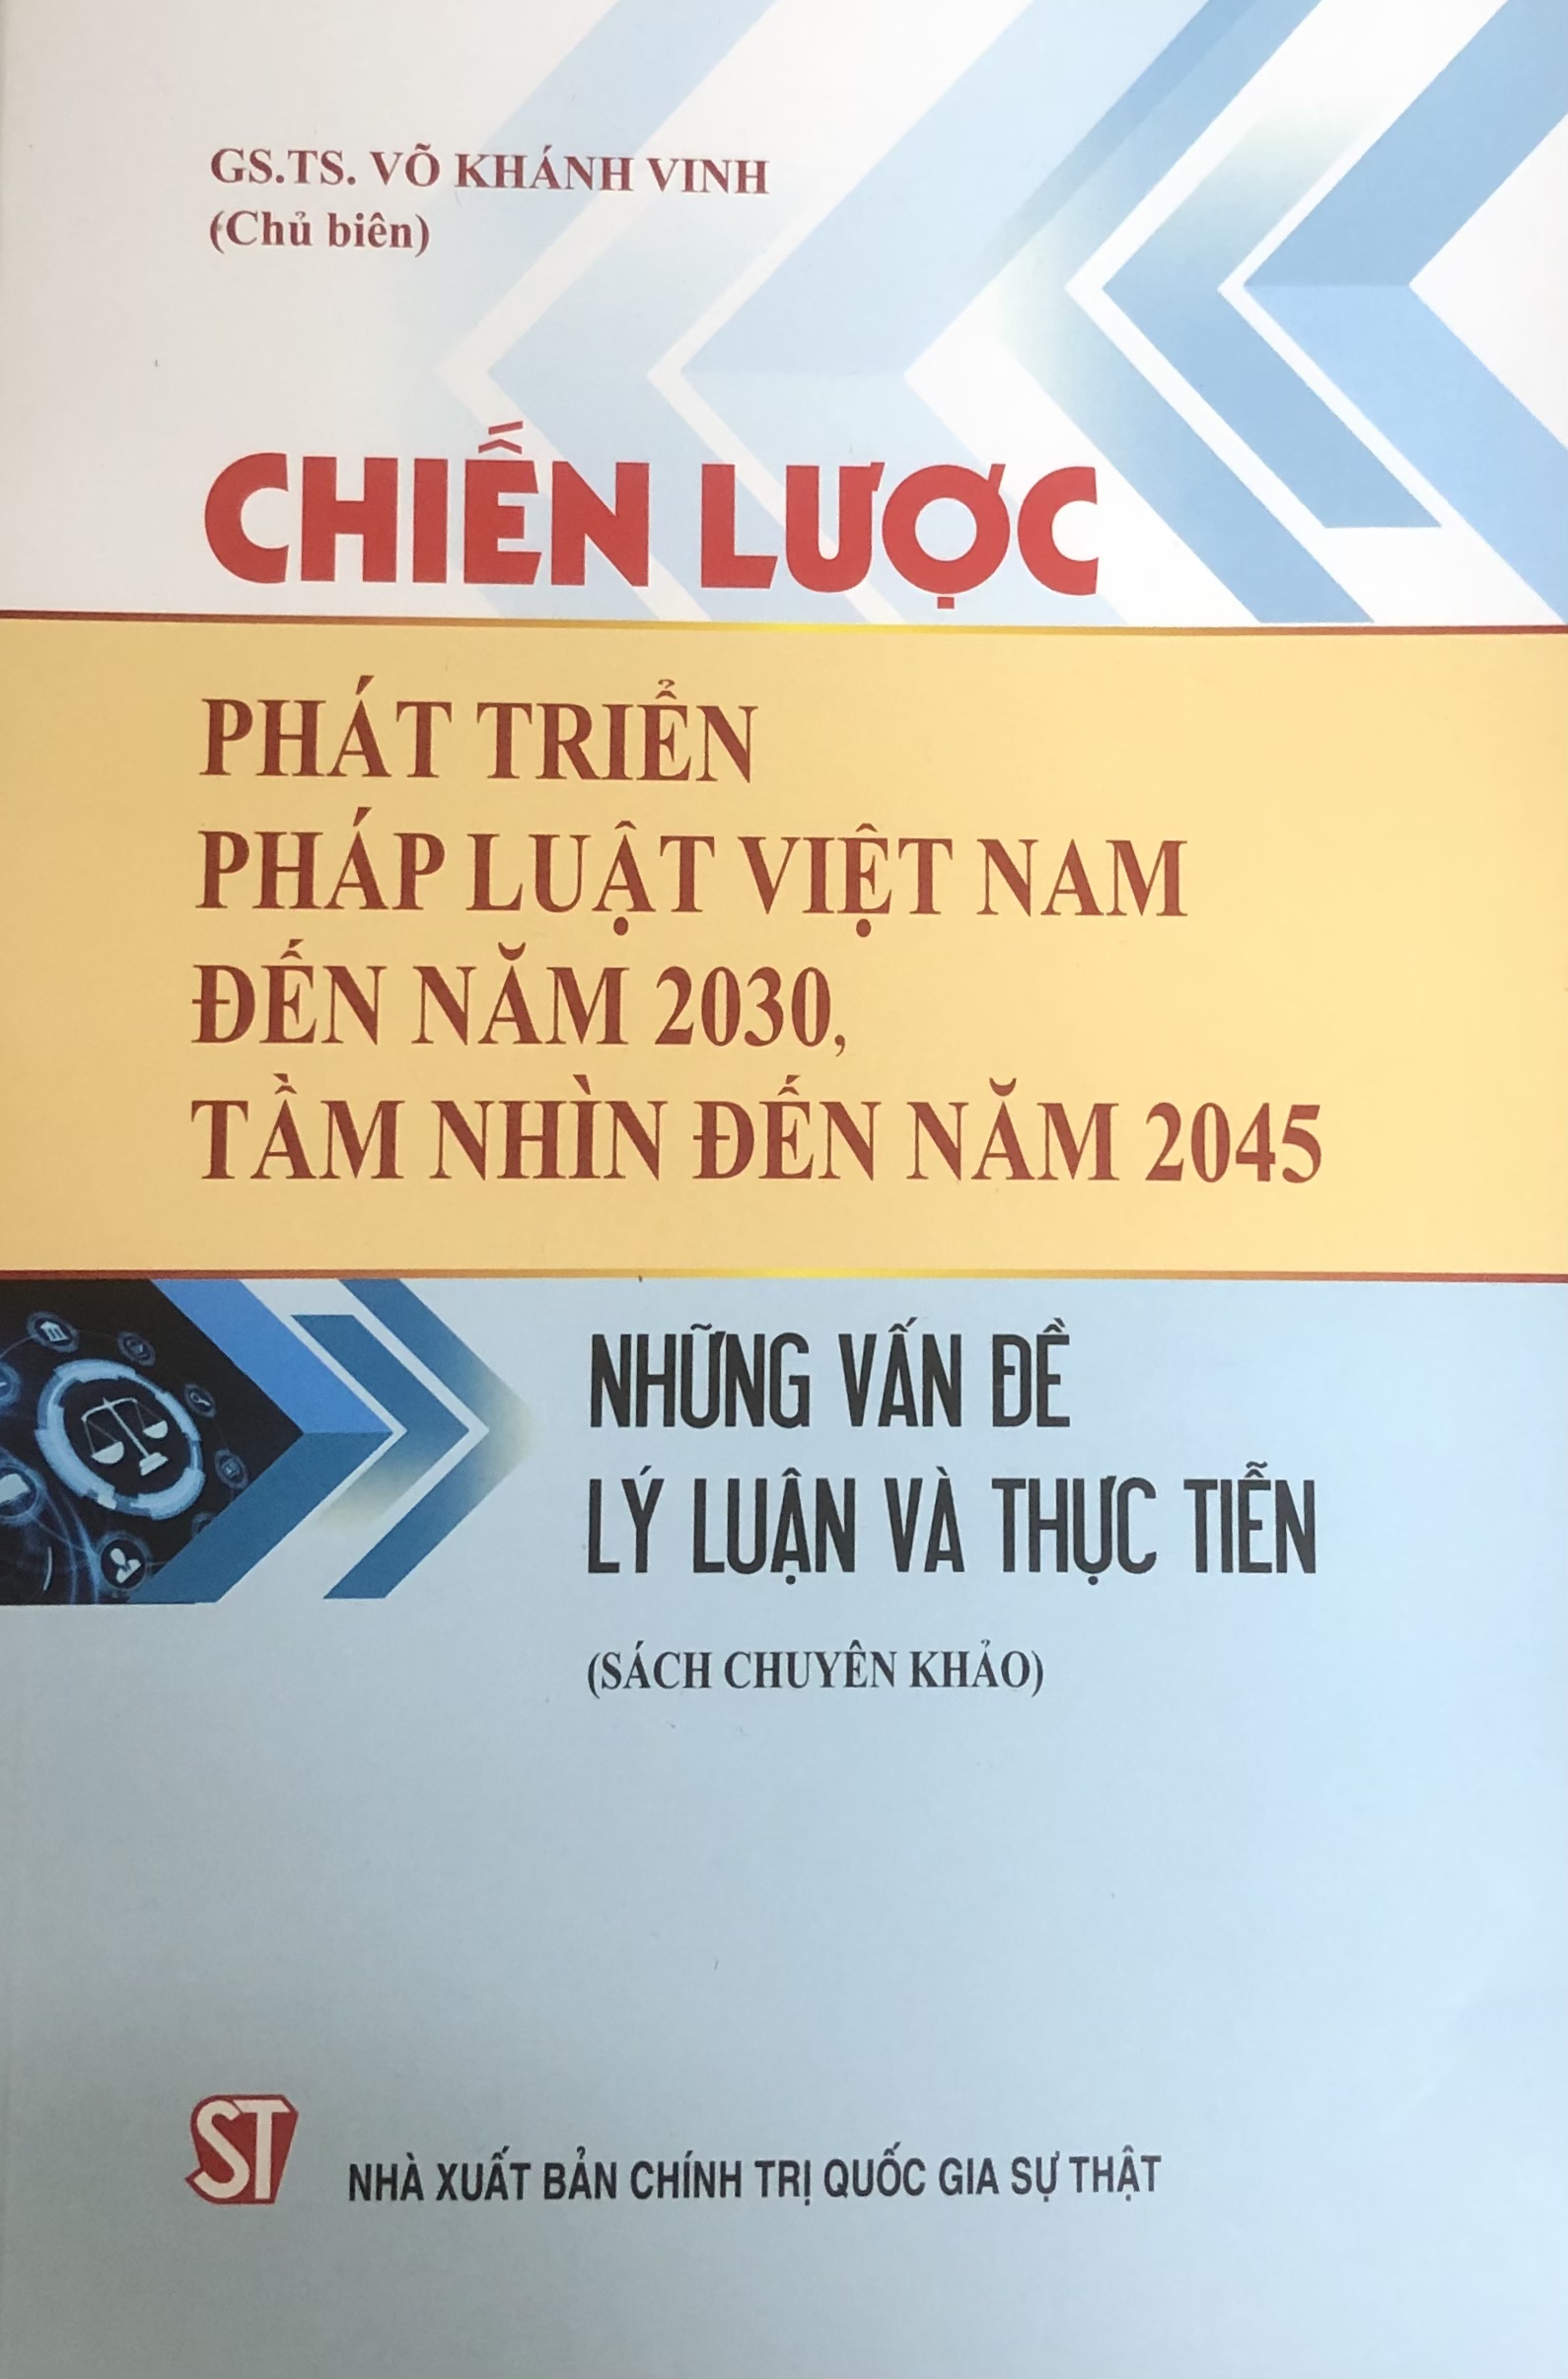 GS.TS. VÕ KHÁNH VINH
(Chủ biên)
CHIẾN LƯỢC
PHÁT TRIỂN
PHÁP LUẬT VIỆT NAM
ĐẾN NĂM 2030,
TẦM NHÌN ĐẾN NĂM 2045
NHỮNG VẤN ĐỀ
LÝ LUẬN VÀ THỰC TIỄN
(SÁCH CHUYÊN KHẢO)
ST
NHÀ XUẤT BẢN CHÍNH TRỊ QUỐC GIA SỰ THẬT